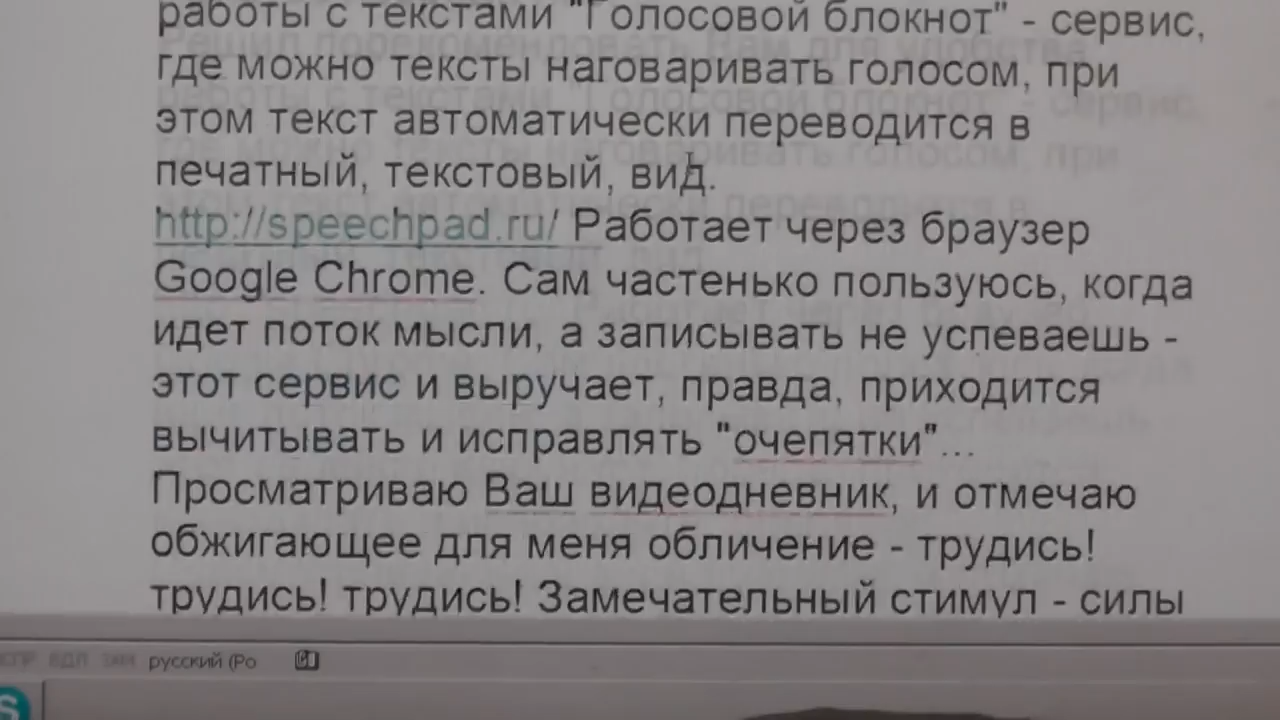 работы с текстами "Голосовой блокнот" - сервис,
где можно тексты наговаривать голосом, при
этом текст автоматически переводится в
печатный, текстовый, вид.
http://speechpad.ru/ Работает через браузер
Google Chrome. Сам частенько пользуюсь, когда
идет поток мысли, а записывать не успеваешь -
этот сервис и выручает, правда, приходится
вычитывать и исправлять "очепятки"...
Просматриваю Ваш видеодневник, и отмечаю
обжигающее для меня обличение - трудись!
трудись! трудись! Замечательный стимул - силы
ИСПР ВДЛ ЗАМ русский (Ро
S